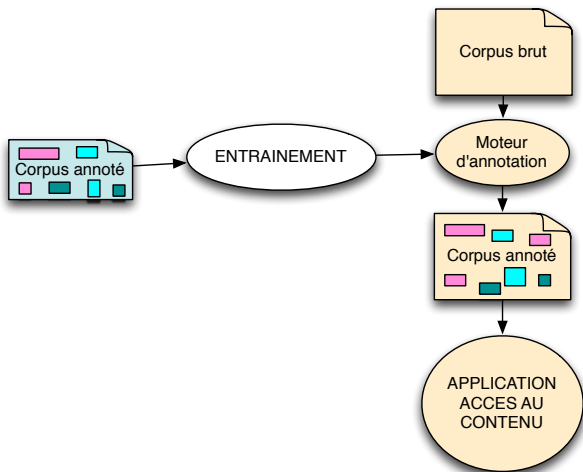 Corpus brut
Corpus annoté
ENTRAINEMENT
Moteur
d'annotation
Corpus annoté
APPLICATION
ACCES AU
CONTENU